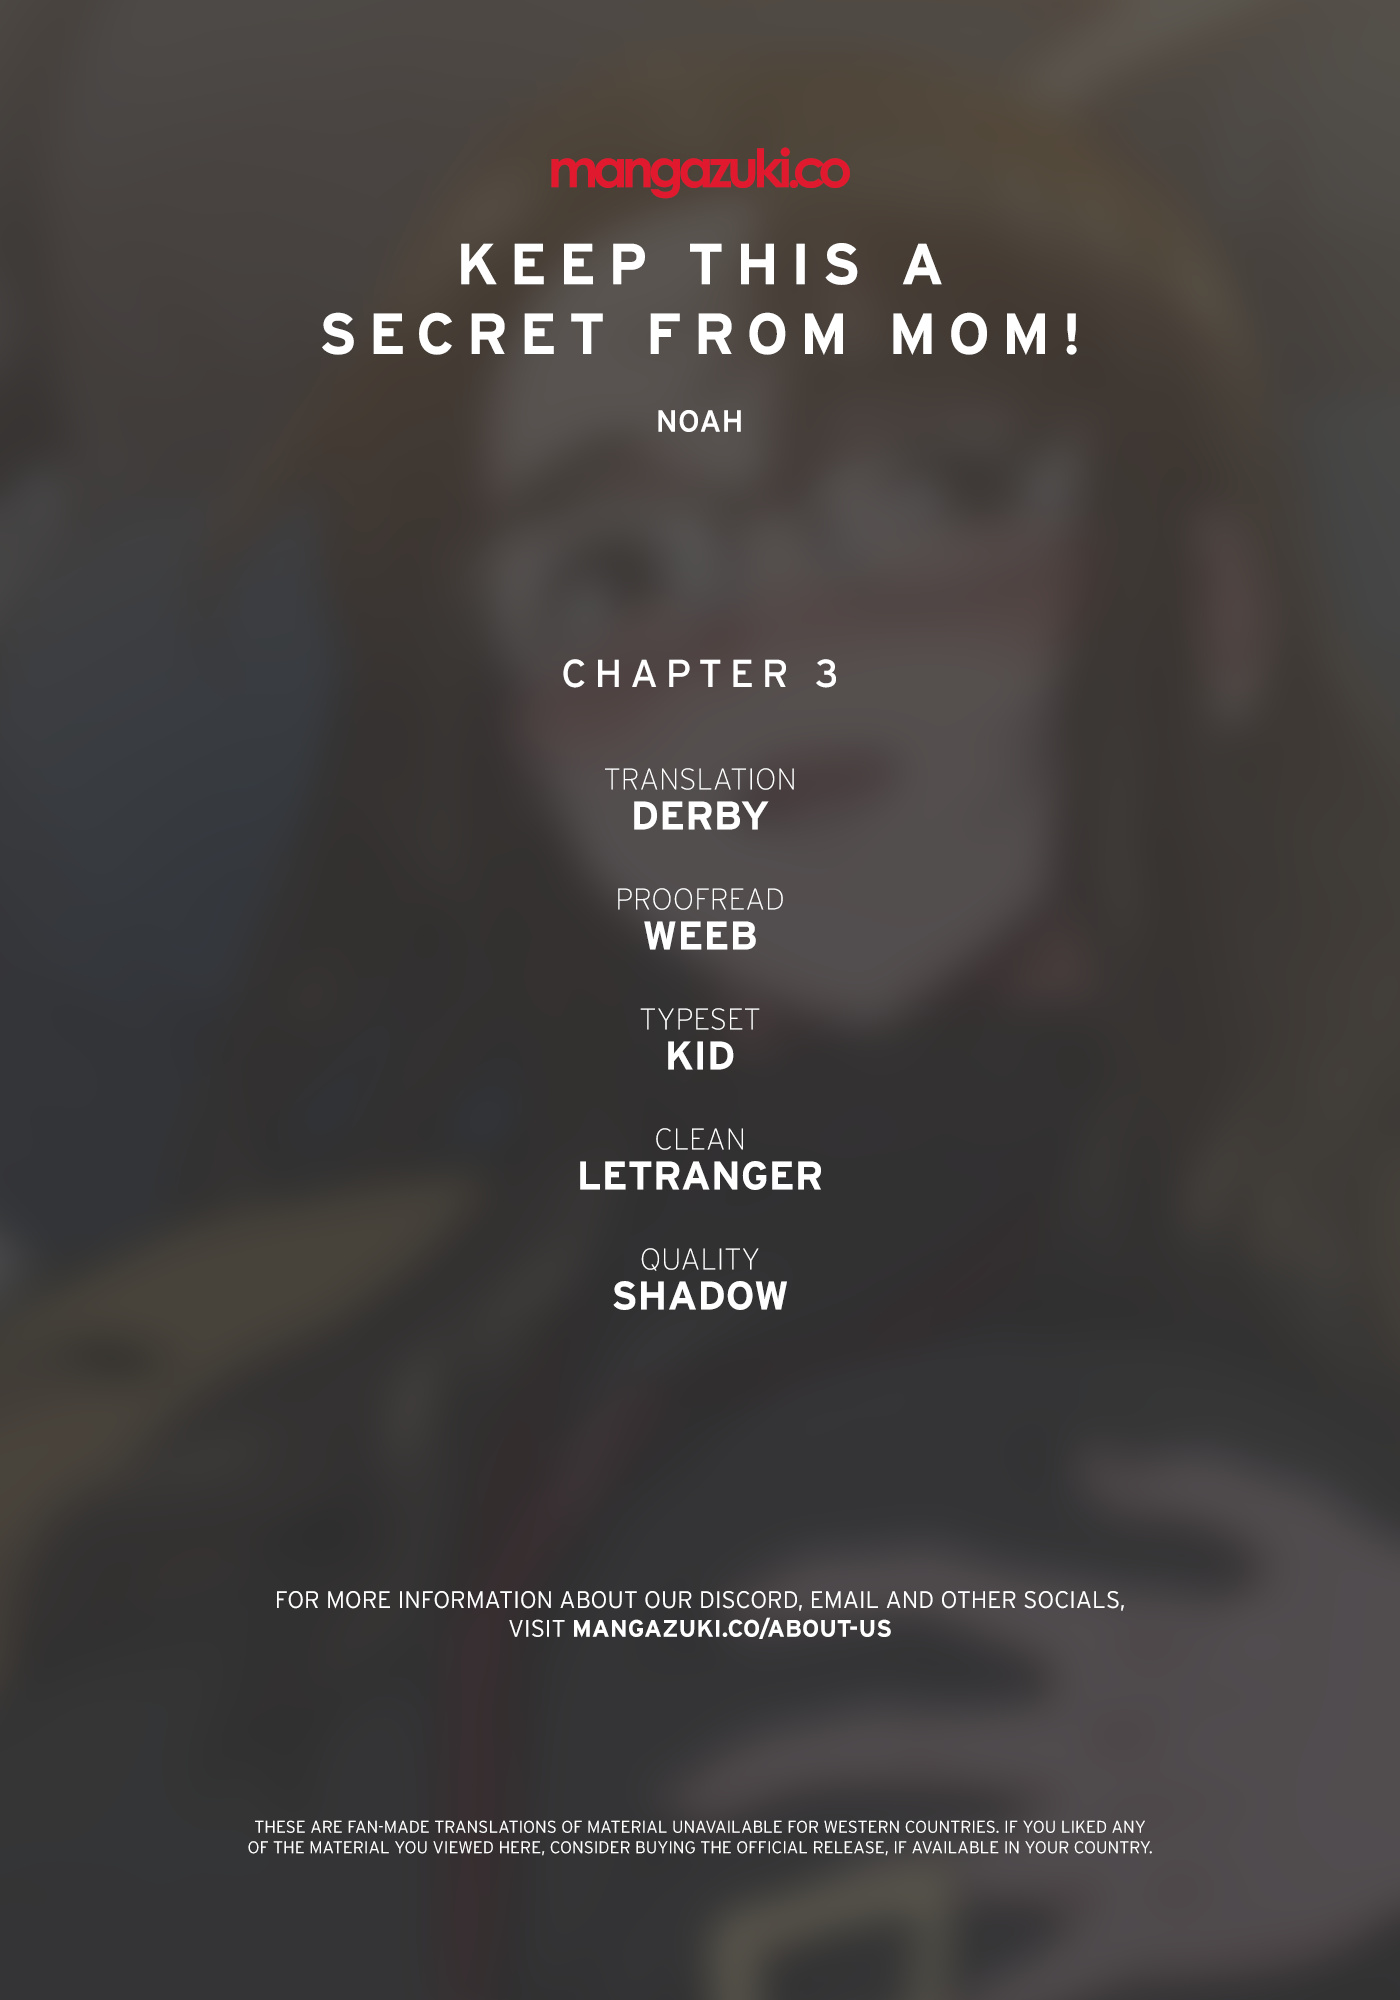 mangazuki.co
KEEP THIS A
SECRET FROM MOM!
NOAH
CHAPTER 3
TRANSLATION
DERBY
PROOFREAD
WEEB
TYPESET
KID
CLEAN
LETRANGER
QUALITY
SHADOW
FOR MORE INFORMATION ABOUT OUR DISCORD, EMAIL AND OTHER SOCIALS,
VISIT MANGAZUKI.CO/ABOUT-US
THESE ARE FAN-MADE TRANSLATIONS OF MATERIAL UNAVAILABLE FOR WESTERN COUNTRIES. IF YOU LIKED ANY
OF THE MATERIAL YOU VIEWED HERE, CONSIDER BUYING THE OFFICIAL RELEASE, IF AVAILABLE IN YOUR COUNTRY.